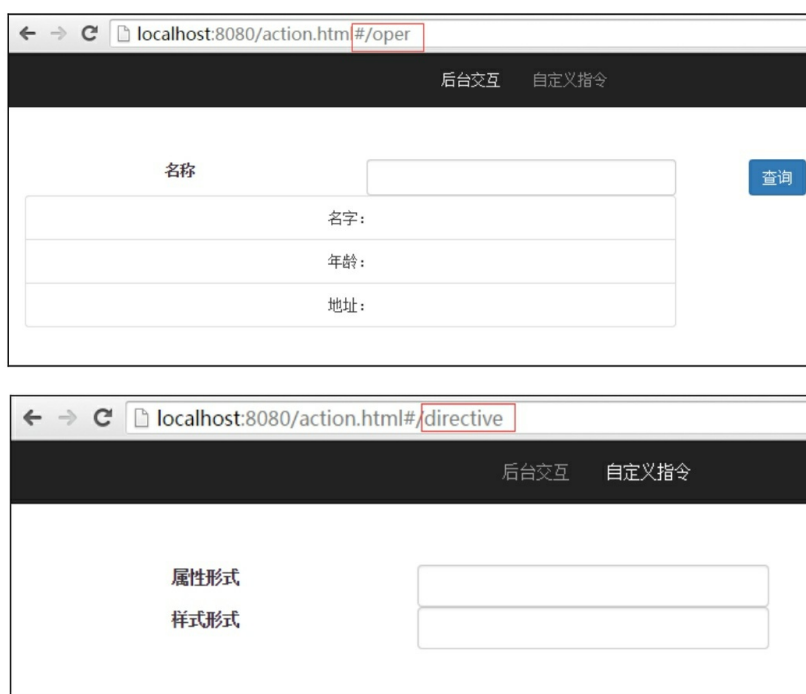 localhost:8080/action.html#/oper
后台交互 自定义指令
名称 查询
名字：
年龄：
地址：
localhost:8080/action.html#/directive
后台交互 自定义指令
属性形式
样式形式